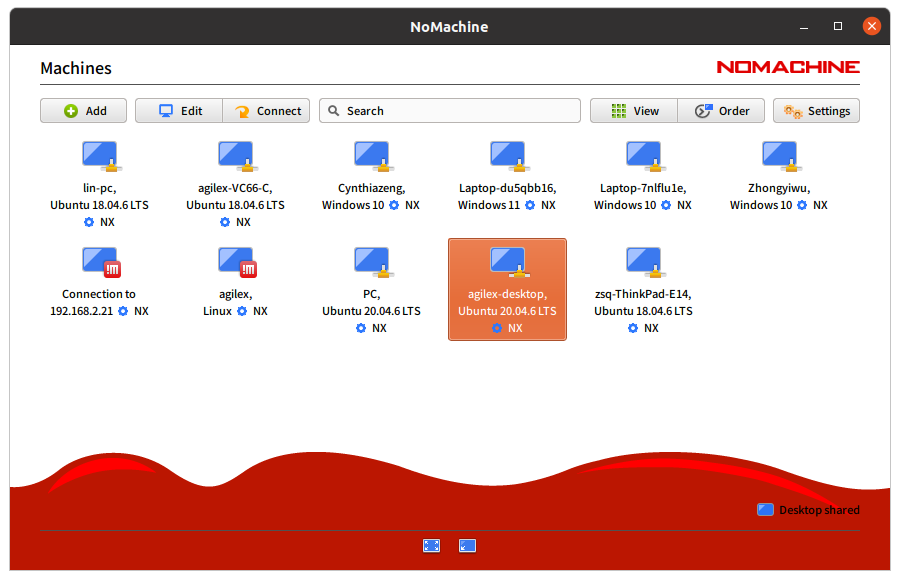 NoMachine
Machines
NOMACHINE
Add
Edit
Connect
Search
View
Order
Settings
lin-pc,
Ubuntu 18.04.6 LTS
NX
agilex-VC66-C,
Ubuntu 18.04.6 LTS
NX
Cynthiazeng,
Windows 10 NX
Laptop-du5qbb16,
Windows 11 NX
Laptop-7nlflu1e,
Windows 10 NX
Zhongyiwu,
Windows 10 NX
Connection to
192.168.2.21 NX
agilex,
Linux NX
PC,
Ubuntu 20.04.6 LTS
NX
agilex-desktop,
Ubuntu 20.04.6 LTS
NX
zsq-ThinkPad-E14,
Ubuntu 18.04.6 LTS
NX
Desktop shared